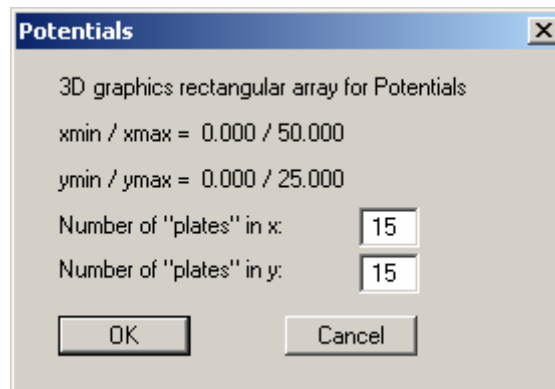 Potentials
3D graphics rectangular array for Potentials
xmin / xmax = 0.000 / 50.000
ymin / ymax = 0.000 / 25.000
Number of "plates" in x: 15
Number of "plates" in y: 15
OK Cancel